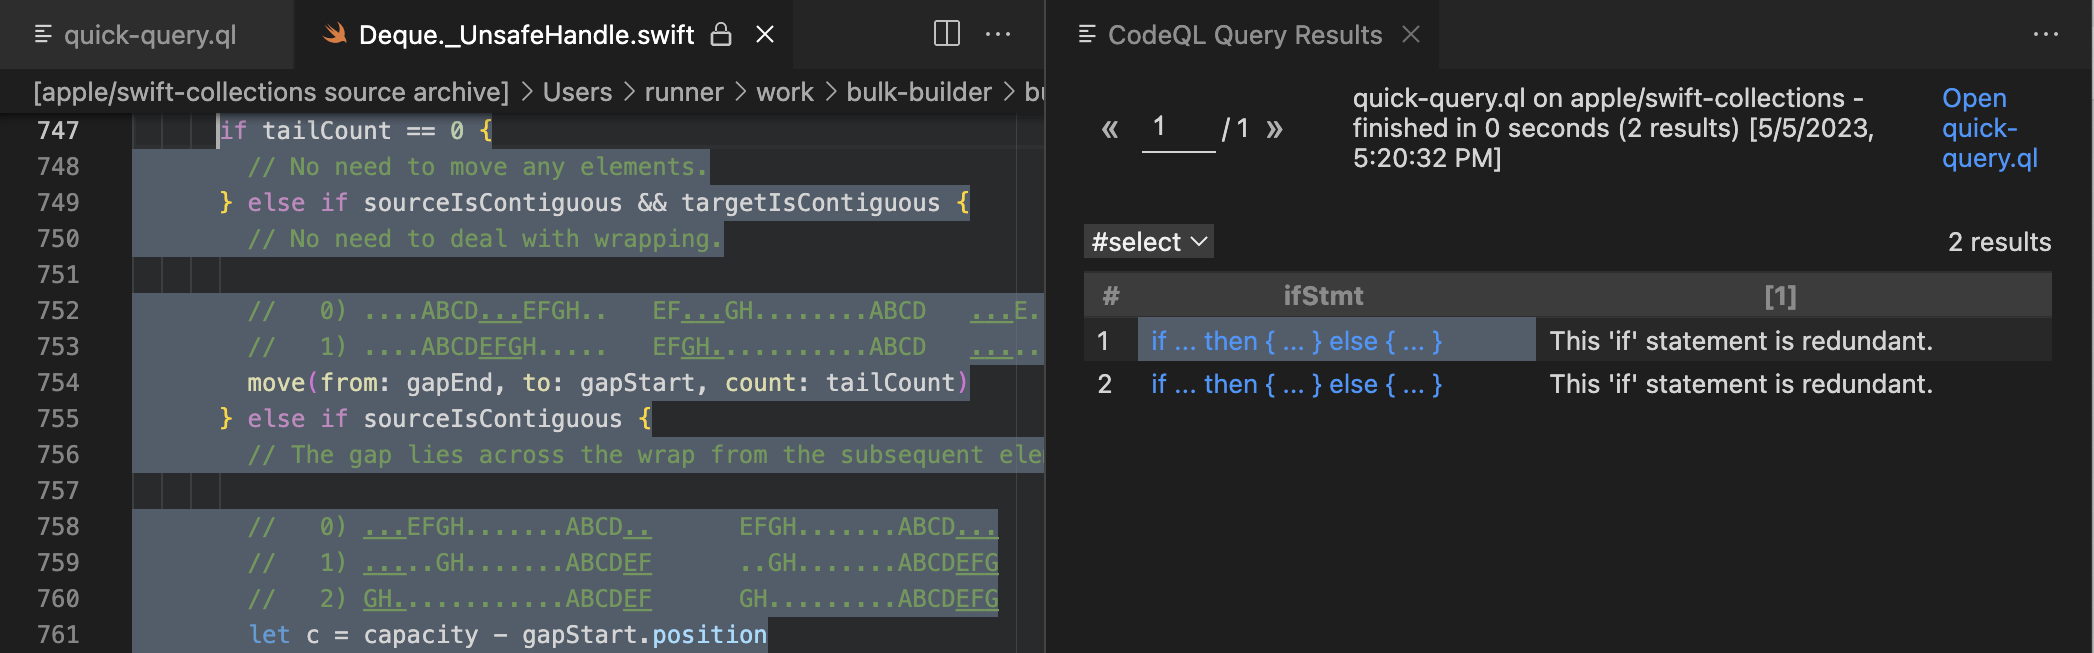 quick-query.ql
Deque._UnsafeHandle.swift
[apple/swift-collections source archive] > Users > runner > work > bulk-builder > bu
747 if tailCount == 0 {
748 // No need to move any elements.
749 } else if sourceIsContiguous && targetIsContiguous {
750 // No need to deal with wrapping.
751
752 //   0) ....ABCD...EFGH..   EF...GH........ABCD   ...E.
753 //   1) ....ABCDEFGH.....   EFGH...........ABCD   .....
754 move(from: gapEnd, to: gapStart, count: tailCount)
755 } else if sourceIsContiguous {
756 // The gap lies across the wrap from the subsequent ele
757
758 //   0) ...EFGH.......ABCD..      EFGH.......ABCD...
759 //   1) .....GH.......ABCDEF      ..GH.......ABCDEFG
760 //   2) GH............ABCDEF      GH.........ABCDEFG
761 let c = capacity - gapStart.position
CodeQL Query Results
« 1 / 1 »
quick-query.ql on apple/swift-collections -
finished in 0 seconds (2 results) [5/5/2023,
5:20:32 PM]
Open
quick-
query.ql
#select
2 results
# ifStmt [1]
1 if ... then { ... } else { ... } This 'if' statement is redundant.
2 if ... then { ... } else { ... } This 'if' statement is redundant.